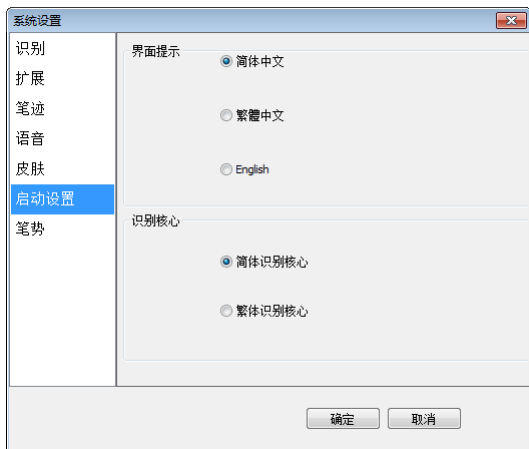 系统设置
识别
扩展
笔迹
语音
皮肤
启动设置
笔势
界面提示
简体中文
繁體中文
English
识别核心
简体识别核心
繁体识别核心
确定
取消